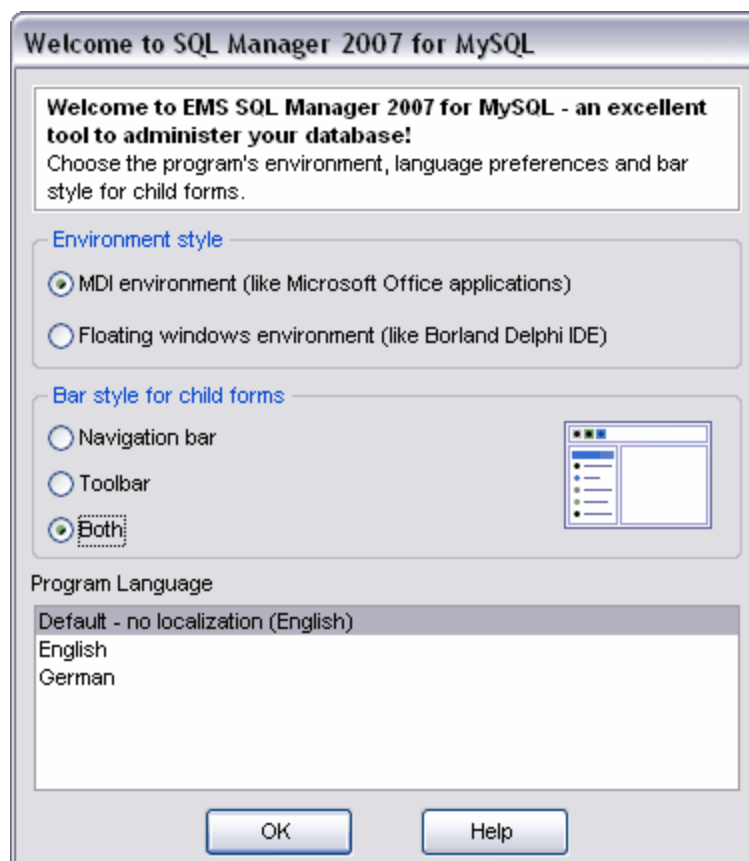 Welcome to SQL Manager 2007 for MySQL
Welcome to EMS SQL Manager 2007 for MySQL - an excellent
tool to administer your database!
Choose the program's environment, language preferences and bar
style for child forms.
Environment style
MDI environment (like Microsoft Office applications)
Floating windows environment (like Borland Delphi IDE)
Bar style for child forms
Navigation bar
Toolbar
Both
Program Language
Default - no localization (English)
English
German
OK
Help